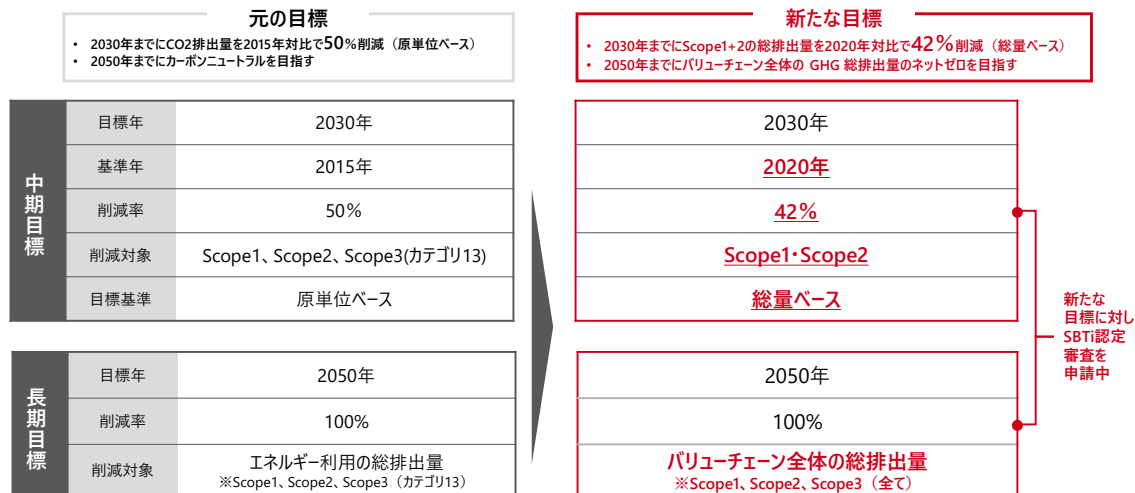 元の目標
• 2030年までにCO2排出量を2015年対比で50%削減（原単位ベース）
• 2050年までにカーボンニュートラルを目指す
新たな目標
• 2030年までにScope1+2の総排出量を2020年対比で42%削減（総量ベース）
• 2050年までにバリューチェーン全体の GHG 総排出量のネットゼロを目指す
中期目標
目標年 2030年 2030年
基準年 2015年 2020年
削減率 50% 42%
削減対象 Scope1、Scope2、Scope3(カテゴリ13) Scope1・Scope2
目標基準 原単位ベース 総量ベース
長期目標
目標年 2050年 2050年
削減率 100% 100%
削減対象 エネルギー利用の総排出量 バリューチェーン全体の総排出量
※Scope1、Scope2、Scope3（カテゴリ13） ※Scope1、Scope2、Scope3（全て）
新たな
目標に対し
SBTi認定
審査を
申請中